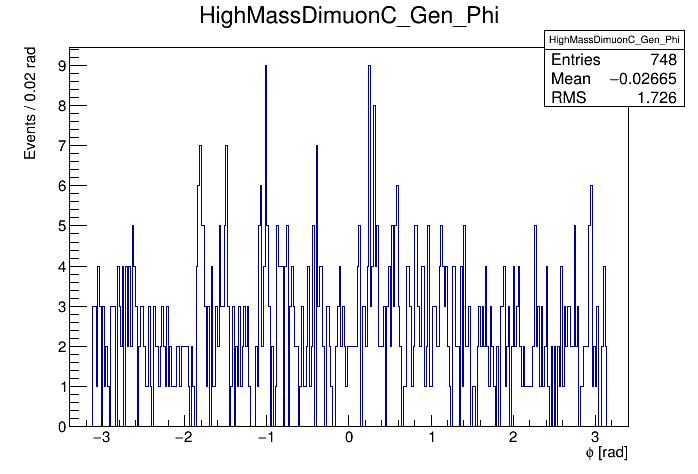 HighMassDimuonC_Gen_Phi
HighMassDimuonC_Gen_Phi
Entries 748
Mean −0.02665
RMS 1.726
Events / 0.02 rad
9
8
7
6
5
4
3
2
1
0
−3 −2 −1 0 1 2 3
ϕ [rad]